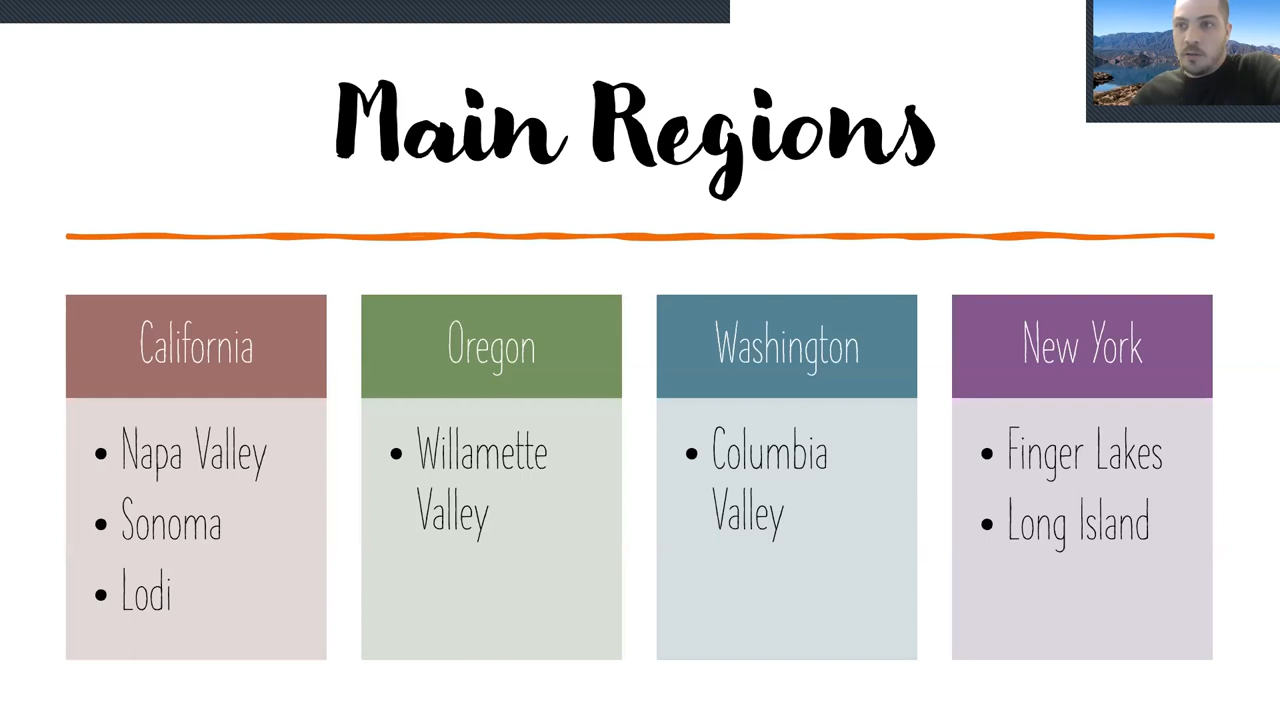 Main Regions
California
Napa Valley
Sonoma
Lodi
Oregon
Willamette
Valley
Washington
Columbia
Valley
New York
Finger Lakes
Long Island